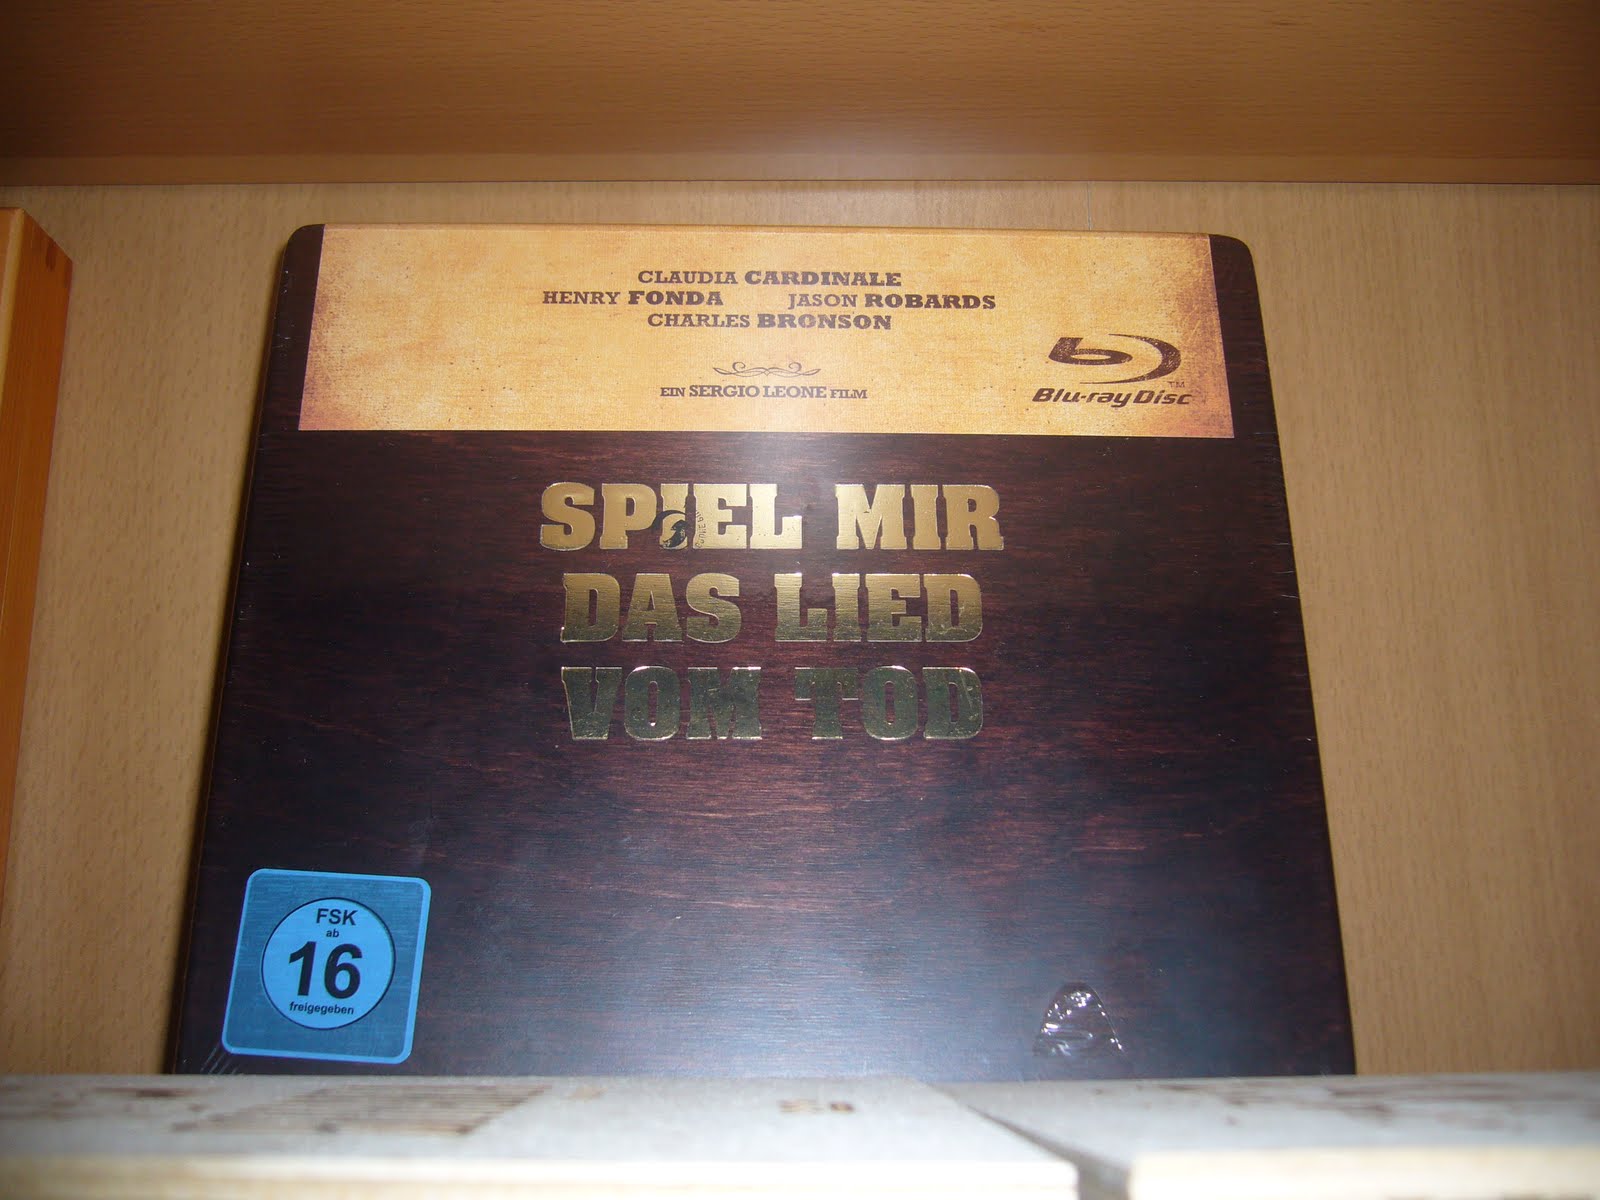 CLAUDIA CARDINALE
HENRY FONDA JASON ROBARDS
CHARLES BRONSON
EIN SERGIO LEONE FILM
Blu-ray Disc™
SPIEL MIR
DAS LIED
VOM TOD
FSK
ab
16
freigegeben